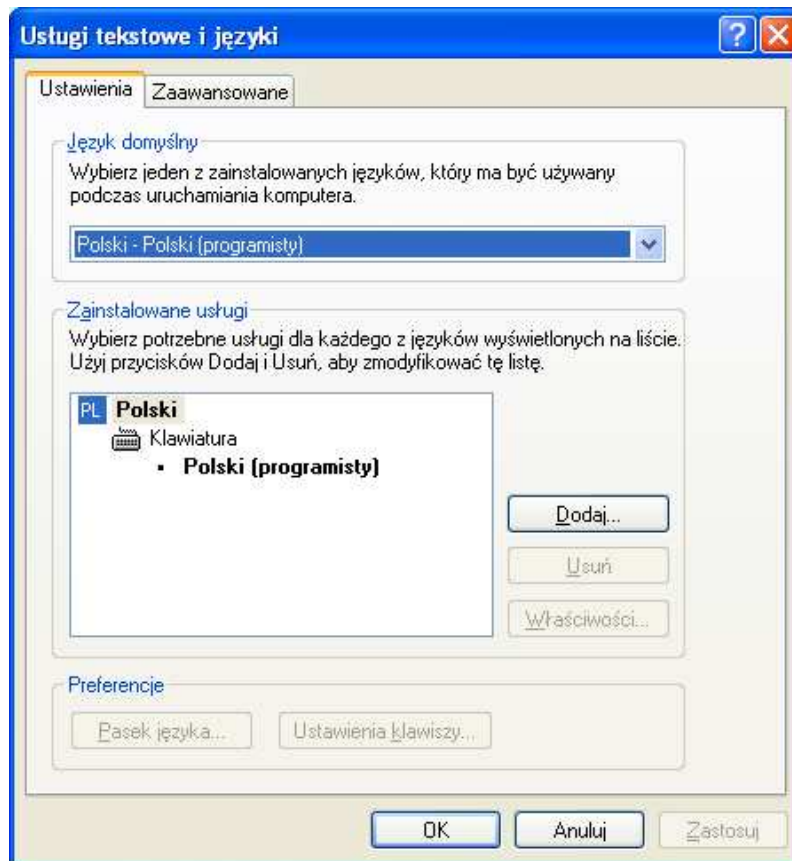 Usługi tekstowe i języki
Ustawienia
Zaawansowane
Język domyślny
Wybierz jeden z zainstalowanych języków, który ma być używany
podczas uruchamiania komputera.
Polski - Polski (programisty)
Zainstalowane usługi
Wybierz potrzebne usługi dla każdego z języków wyświetlonych na liście.
Użyj przycisków Dodaj i Usuń, aby zmodyfikować tę listę.
PL Polski
Klawiatura
Polski (programisty)
Dodaj...
Usuń
Właściwości...
Preferencje
Pasek języka...
Ustawienia klawiszy...
OK
Anuluj
Zastosuj